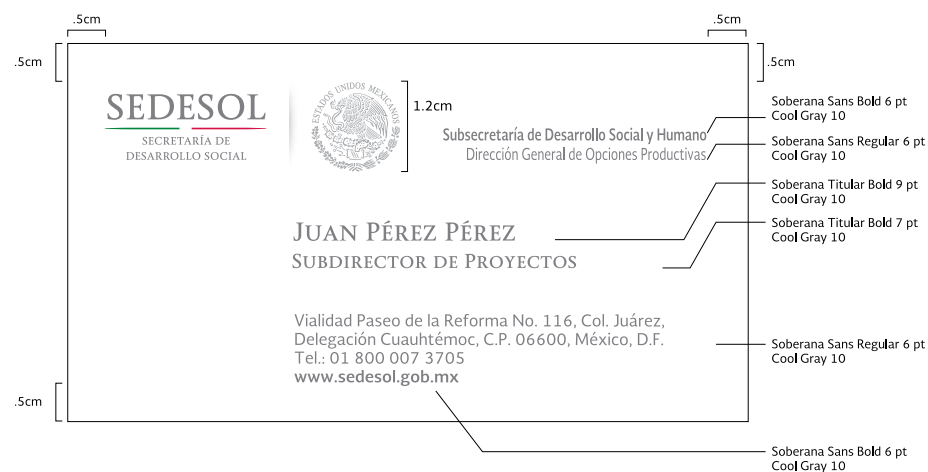 .5cm
.5cm
.5cm
.5cm
SEDESOL
SECRETARÍA DE
DESARROLLO SOCIAL
ESTADOS UNIDOS MEXICANOS
1.2cm
Subsecretaría de Desarrollo Social y Humano
Dirección General de Opciones Productivas
Soberana Sans Bold 6 pt
Cool Gray 10
Soberana Sans Regular 6 pt
Cool Gray 10
Soberana Titular Bold 9 pt
Cool Gray 10
Soberana Titular Bold 7 pt
Cool Gray 10
JUAN PÉREZ PÉREZ
SUBDIRECTOR DE PROYECTOS
Vialidad Paseo de la Reforma No. 116, Col. Juárez,
Delegación Cuauhtémoc, C.P. 06600, México, D.F.
Tel.: 01 800 007 3705
www.sedesol.gob.mx
Soberana Sans Regular 6 pt
Cool Gray 10
.5cm
Soberana Sans Bold 6 pt
Cool Gray 10